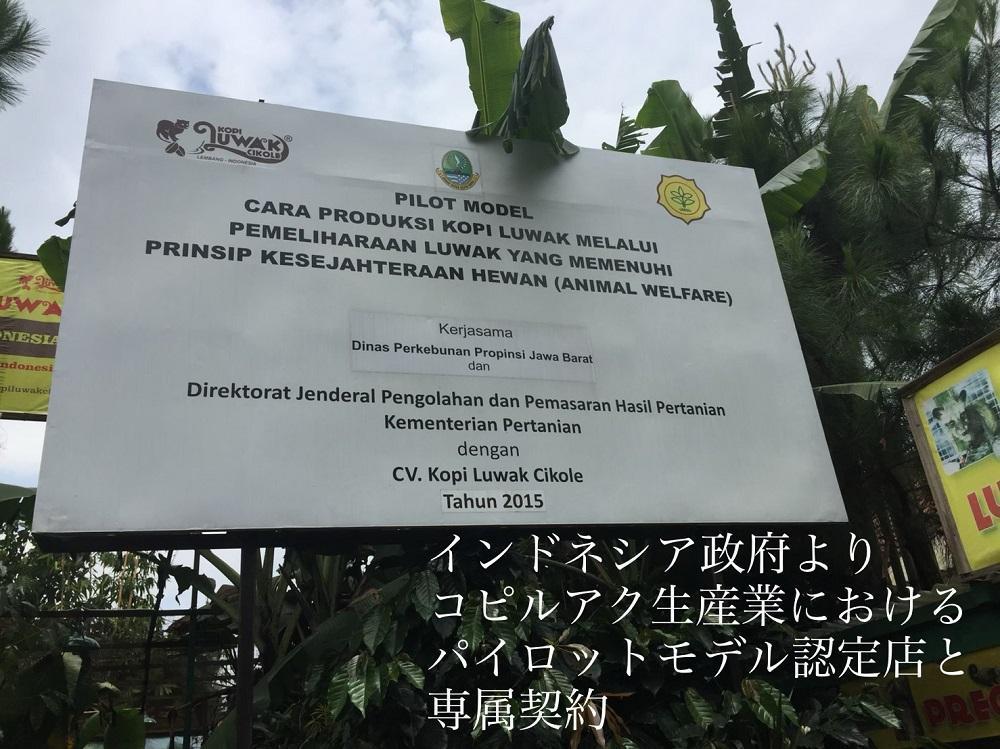 KOPI
LUWAK®
CIKOLE
LEMBANG - INDONESIA
PILOT MODEL
CARA PRODUKSI KOPI LUWAK MELALUI
PEMELIHARAAN LUWAK YANG MEMENUHI
PRINSIP KESEJAHTERAAN HEWAN (ANIMAL WELFARE)
Kerjasama
Dinas Perkebunan Propinsi Jawa Barat
dan
Direktorat Jenderal Pengolahan dan Pemasaran Hasil Pertanian
Kementerian Pertanian
dengan
CV. Kopi Luwak Cikole
Tahun 2015
インドネシア政府より
コピルアク生産業における
パイロットモデル認定店と
専属契約